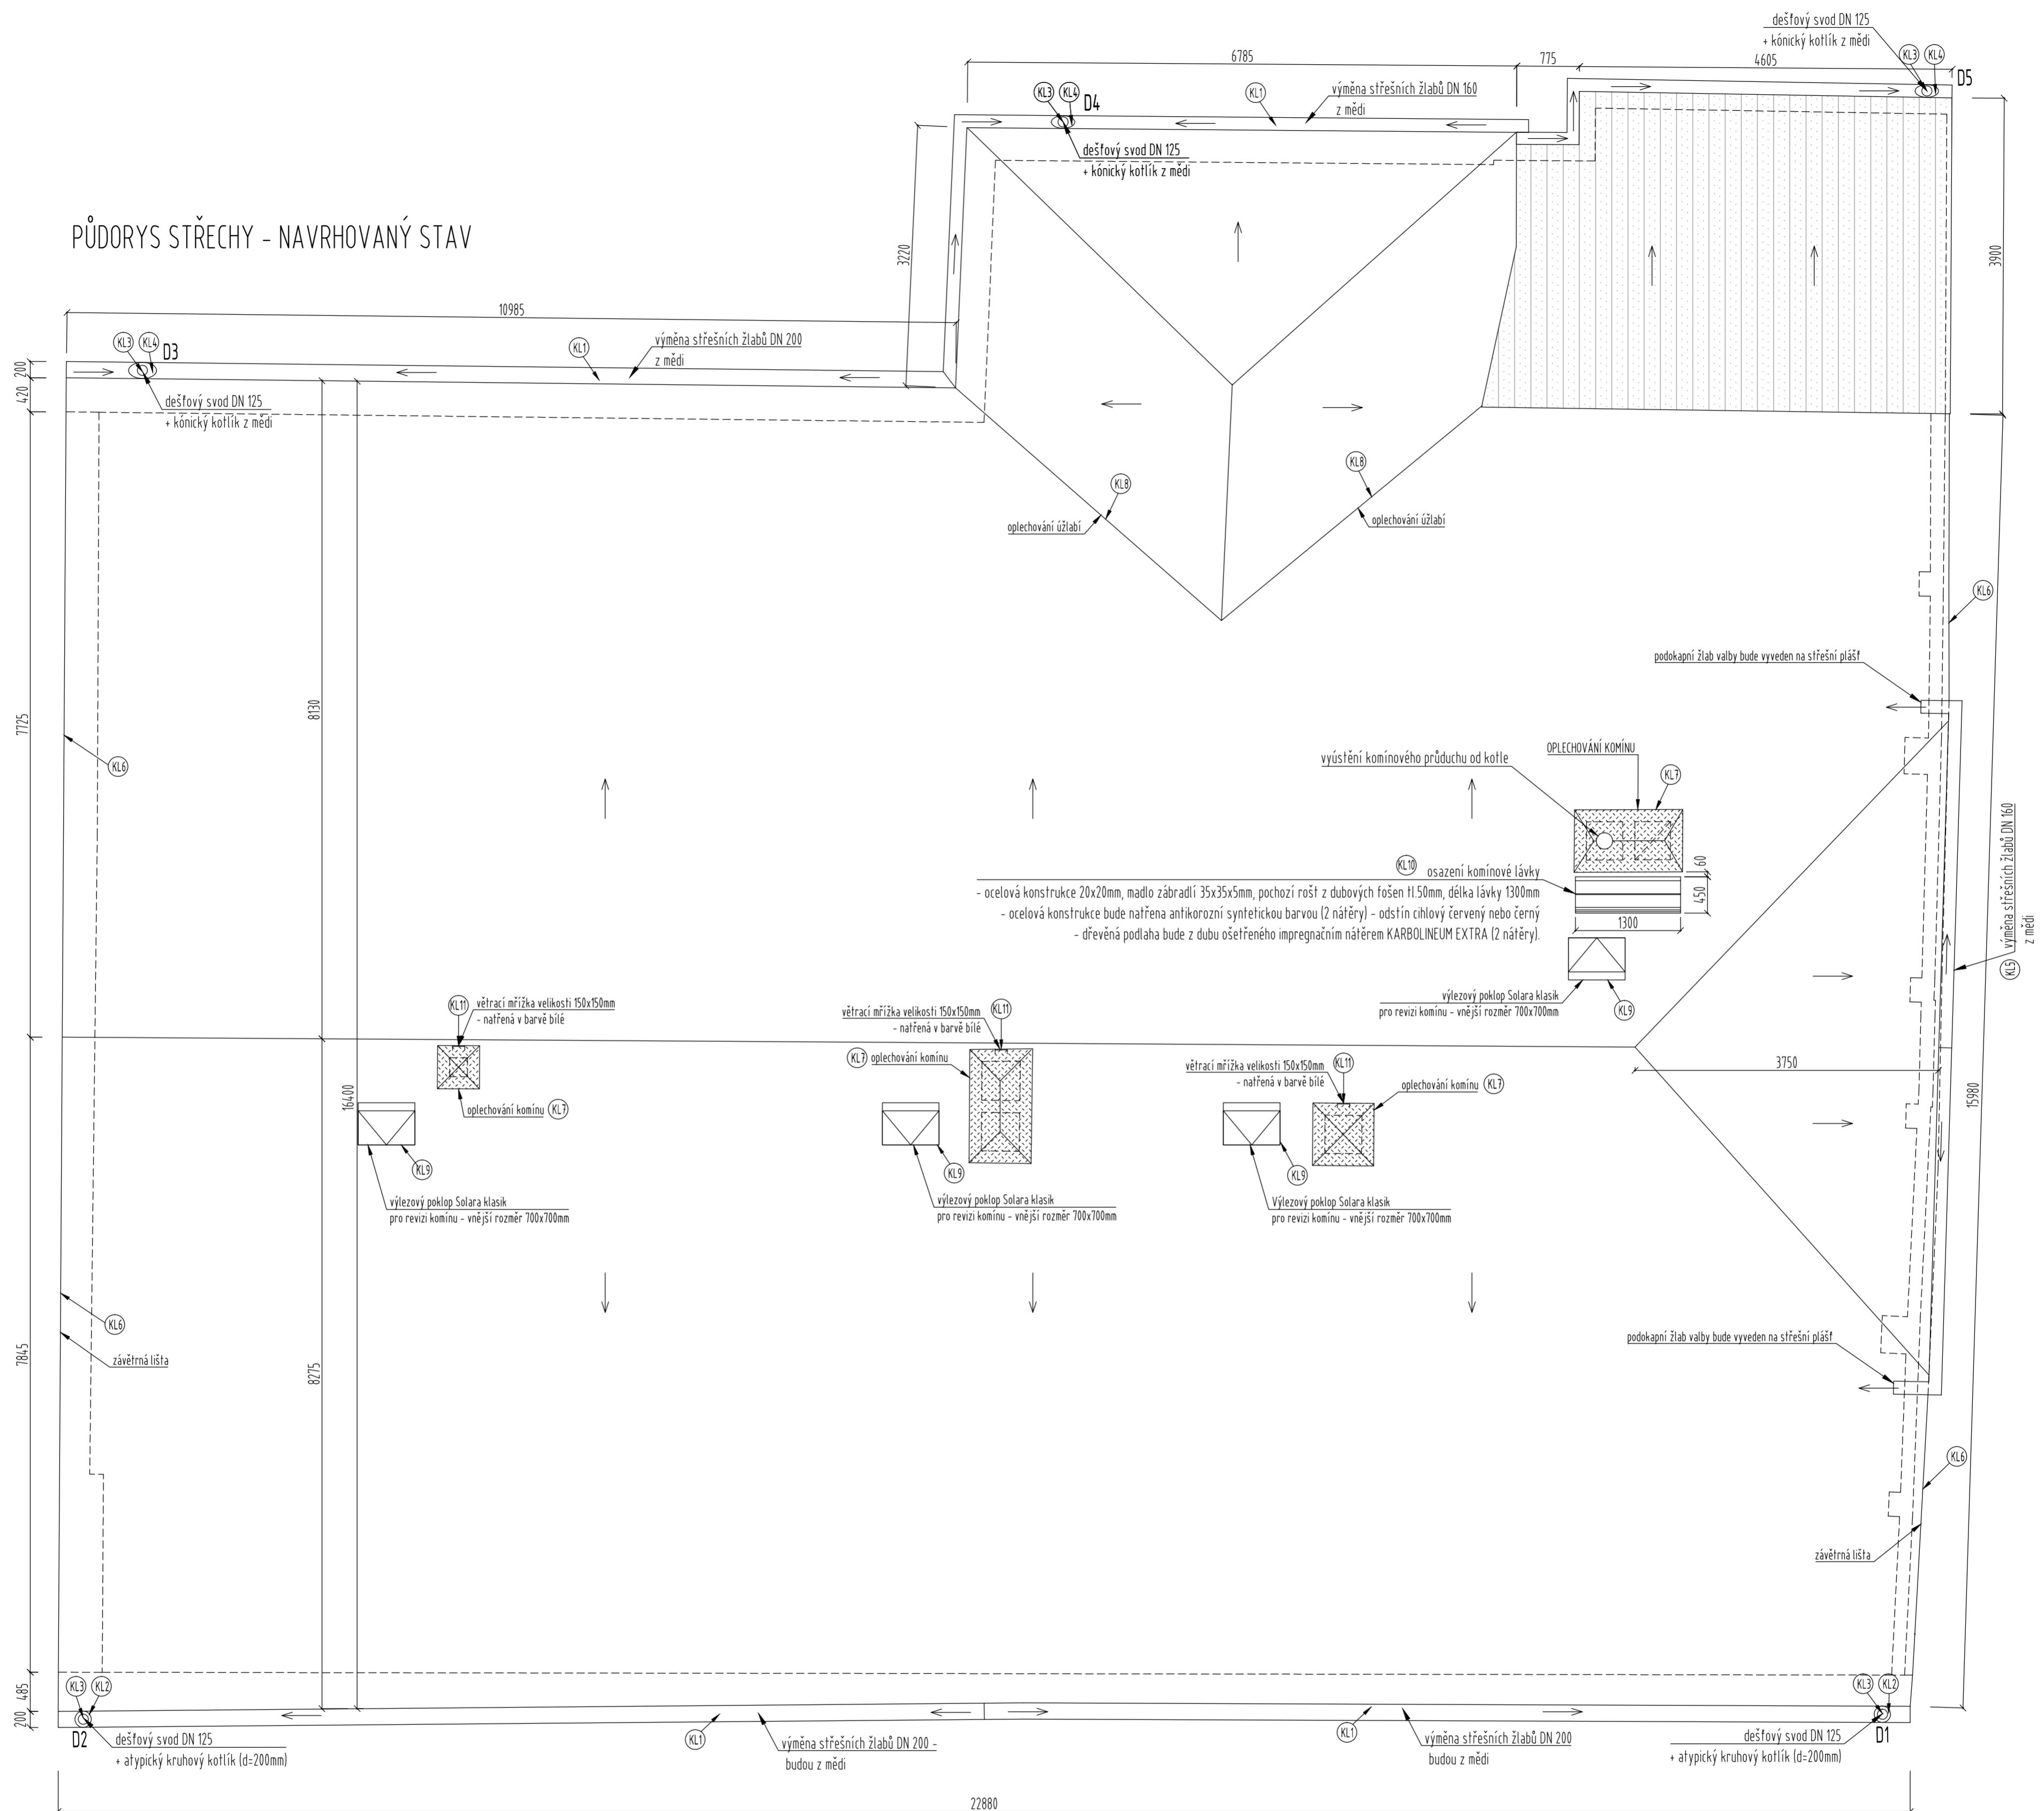 dešťový svod DN 125
+ kónický kotlík z mědi
KL3
KL4
D5
6785
775
4605
KL3
KL4
D4
KL1
výměna střešních žlabů DN 160
z mědi
dešťový svod DN 125
+ kónický kotlík z mědi
PŮDORYS STŘECHY - NAVRHOVANÝ STAV
3220
3900
10985
KL3
KL4
D3
KL1
výměna střešních žlabů DN 200
z mědi
200
420
dešťový svod DN 125
+ kónický kotlík z mědi
KL8
KL8
oplechování úžlabí
oplechování úžlabí
KL6
podokapní žlab valby bude vyveden na střešní plášť
7725
8130
KL6
vyústění komínového průduchu od kotle
OPLECHOVÁNÍ KOMÍNU
KL7
KL10
osazení komínové lávky
- ocelová konstrukce 20x20mm, madlo zábradlí 35x35x5mm, pochozí rošt z dubových fošen tl.50mm, délka lávky 1300mm
- ocelová konstrukce bude natřena antikorozní syntetickou barvou (2 nátěry) - odstín cihlový červený nebo černý
- dřevěná podlaha bude z dubu ošetřeného impregnačním nátěrem KARBOLINEUM EXTRA (2 nátěry).
60
450
1300
výlezový poklop Solara klasik
pro revizi komínu - vnější rozměr 700x700mm
KL9
KL5
výměna střešních žlabů DN 160
z mědi
KL11
větrací mřížka velikosti 150x150mm
- natřená v barvě bílé
větrací mřížka velikosti 150x150mm
- natřená v barvě bílé
KL11
KL7
oplechování komínu
větrací mřížka velikosti 150x150mm
- natřená v barvě bílé
KL11
oplechování komínu
KL7
3750
15980
16400
oplechování komínu
KL7
KL9
KL9
KL9
výlezový poklop Solara klasik
pro revizi komínu - vnější rozměr 700x700mm
výlezový poklop Solara klasik
pro revizi komínu - vnější rozměr 700x700mm
Výlezový poklop Solara klasik
pro revizi komínu - vnější rozměr 700x700mm
KL6
závětrná lišta
7845
8275
podokapní žlab valby bude vyveden na střešní plášť
KL6
závětrná lišta
485
200
KL3
KL2
D2
dešťový svod DN 125
+ atypický kruhový kotlík (d=200mm)
KL1
výměna střešních žlabů DN 200 -
budou z mědi
KL1
výměna střešních žlabů DN 200
budou z mědi
KL3
KL2
D1
dešťový svod DN 125
+ atypický kruhový kotlík (d=200mm)
22880